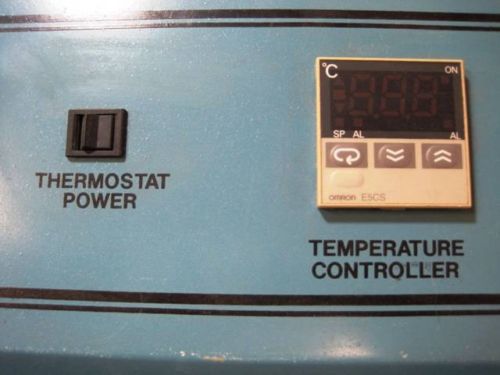 °C
ON
SP AL
AL
OMRON E5CS
THERMOSTAT
POWER
TEMPERATURE
CONTROLLER